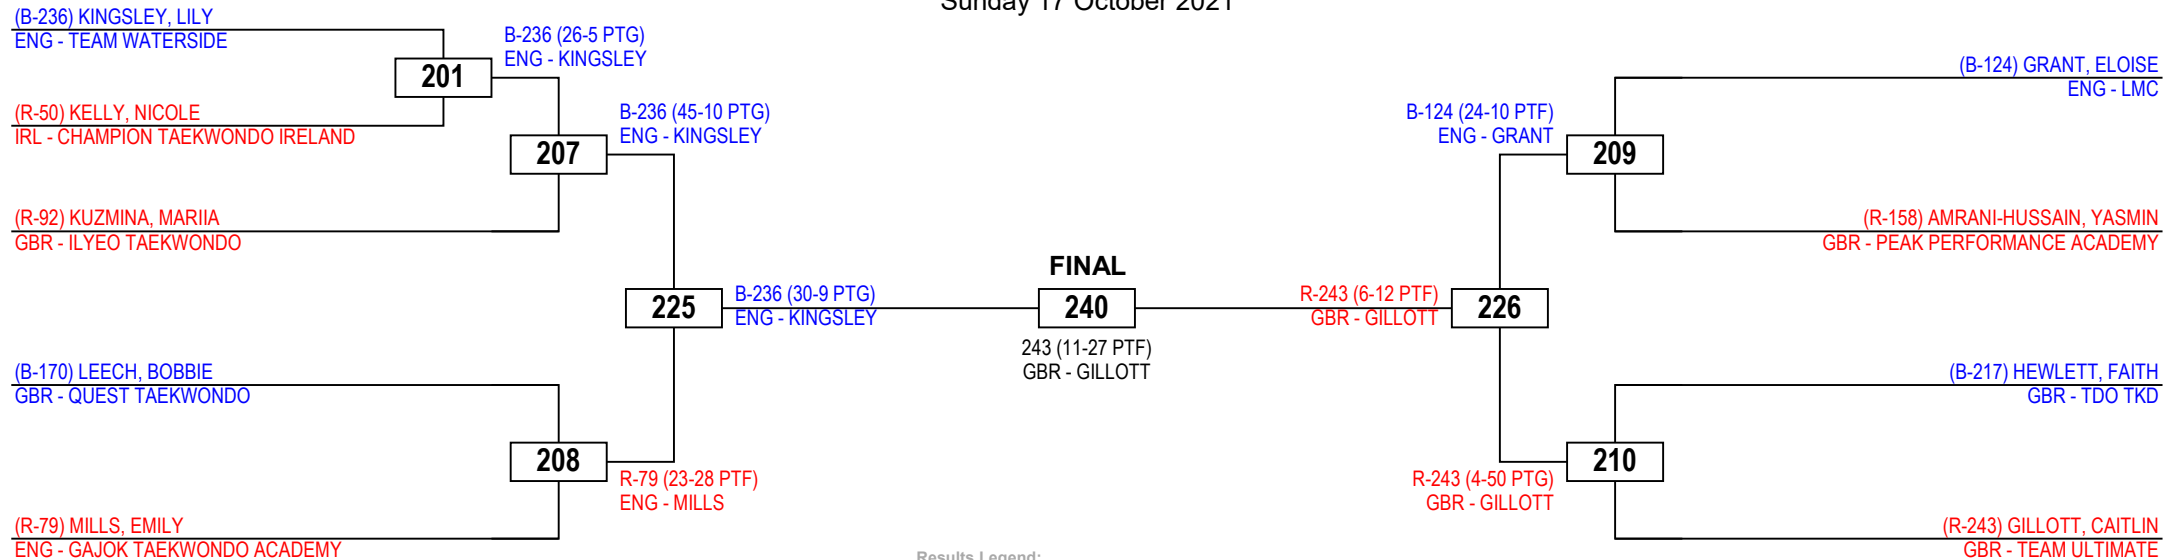 Sunday 17 October 2021
(B-236) KINGSLEY, LILY
ENG - TEAM WATERSIDE
201
B-236 (26-5 PTG)
ENG - KINGSLEY
(R-50) KELLY, NICOLE
IRL - CHAMPION TAEKWONDO IRELAND
207
B-236 (45-10 PTG)
ENG - KINGSLEY
(R-92) KUZMINA, MARIIA
GBR - ILYEO TAEKWONDO
225
B-236 (30-9 PTG)
ENG - KINGSLEY
(B-170) LEECH, BOBBIE
GBR - QUEST TAEKWONDO
208
R-79 (23-28 PTF)
ENG - MILLS
(R-79) MILLS, EMILY
ENG - GAJOK TAEKWONDO ACADEMY
FINAL
240
243 (11-27 PTF)
GBR - GILLOTT
(B-124) GRANT, ELOISE
ENG - LMC
B-124 (24-10 PTF)
ENG - GRANT
209
(R-158) AMRANI-HUSSAIN, YASMIN
GBR - PEAK PERFORMANCE ACADEMY
R-243 (6-12 PTF)
GBR - GILLOTT
226
(B-217) HEWLETT, FAITH
GBR - TDO TKD
210
R-243 (4-50 PTG)
GBR - GILLOTT
(R-243) GILLOTT, CAITLIN
GBR - TEAM ULTIMATE
Results Legend: